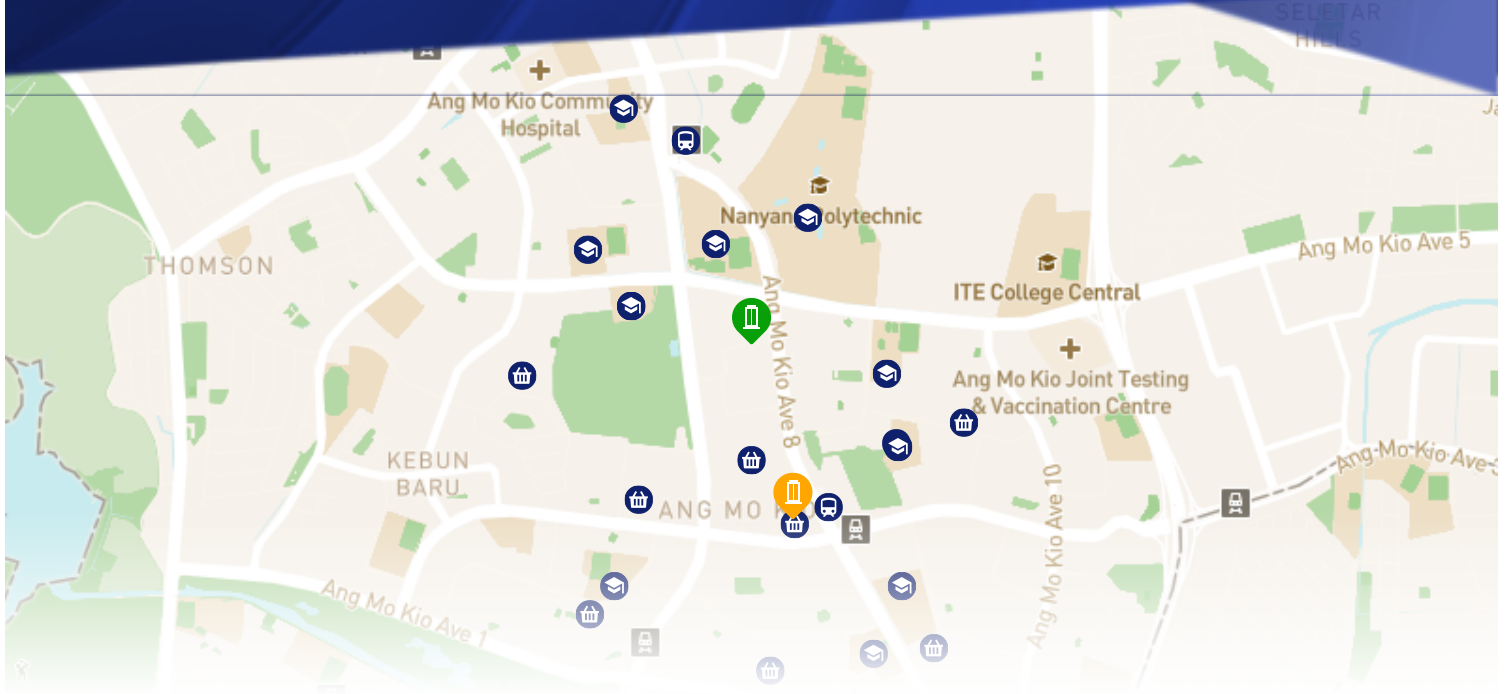 SELETAR
HILLS
Ang Mo Kio Community
Hospital
Nanyang Polytechnic
Ang Mo Kio Ave 5
THOMSON
ITE College Central
Ang Mo Kio Ave 8
Ang Mo Kio Joint Testing
& Vaccination Centre
KEBUN
BARU
Ang Mo Kio Ave 3
ANG MO KIO
Ang Mo Kio Ave 10
Ang Mo Kio Ave 1